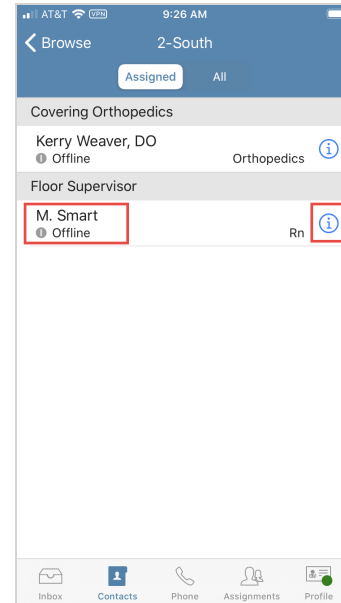 AT&T VPN 9:26 AM
Browse 2-South
Assigned All
Covering Orthopedics
Kerry Weaver, DO
Offline Orthopedics
Floor Supervisor
M. Smart
Offline Rn
Inbox Contacts Phone Assignments Profile